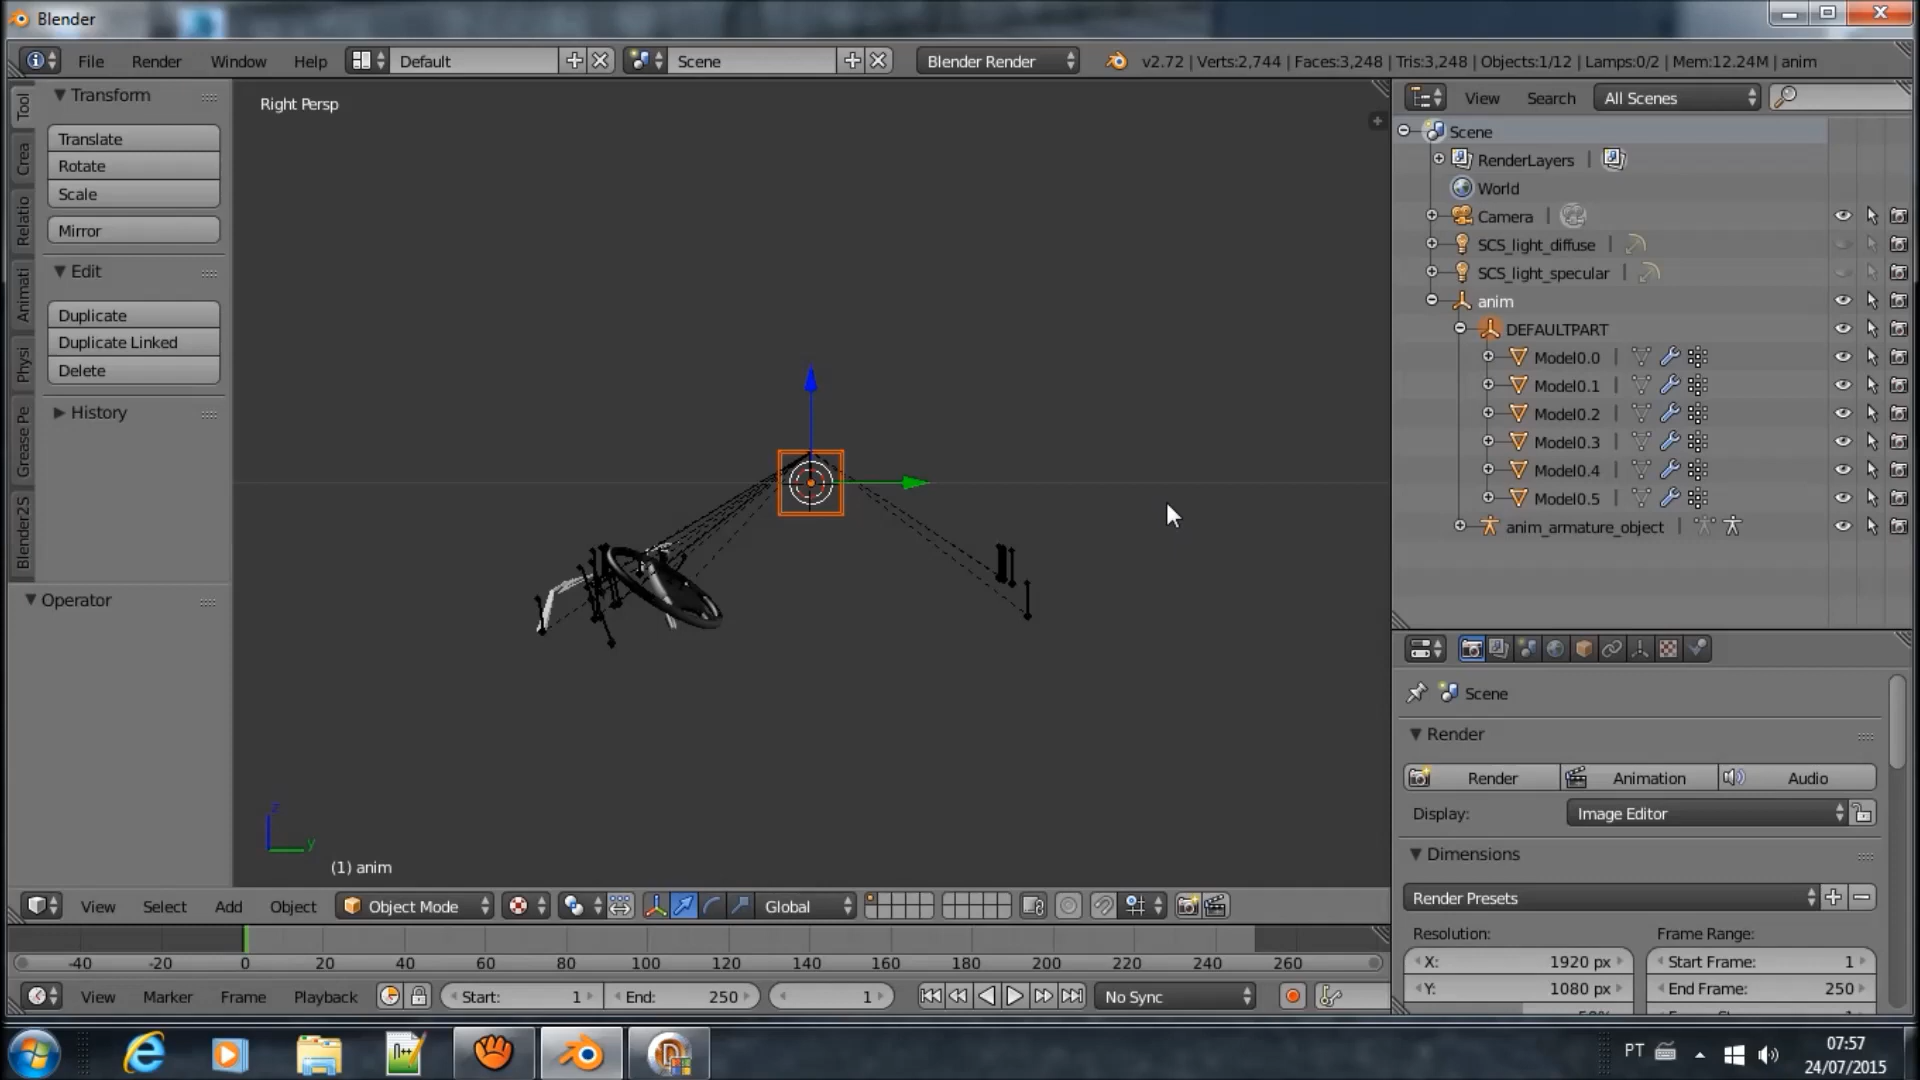 Blender
File Render Window Help Default Scene Blender Render v2.72 | Verts:2,744 | Faces:3,248 | Tris:3,248 | Objects:1/12 | Lamps:0/2 | Mem:12.24M | anim
Tool
Crea
Relatio
Animati
Physi
Grease Pe
Blender2S
Transform
Translate
Rotate
Scale
Mirror
Edit
Duplicate
Duplicate Linked
Delete
History
Operator
Right Persp
z
y
(1) anim
View Search All Scenes
Scene
RenderLayers |
World
Camera |
SCS_light_diffuse |
SCS_light_specular |
anim
DEFAULTPART
Model0.0 |
Model0.1 |
Model0.2 |
Model0.3 |
Model0.4 |
Model0.5 |
anim_armature_object |
Scene
Render
Render Animation Audio
Display: Image Editor
Dimensions
Render Presets
Resolution: Frame Range:
X: 1920 px Start Frame: 1
Y: 1080 px End Frame: 250
View Select Add Object Object Mode Global
-40 -20 0 20 40 60 80 100 120 140 160 180 200 220 240 260
View Marker Frame Playback Start: 1 End: 250 1 No Sync
N++
PT
07:57
24/07/2015